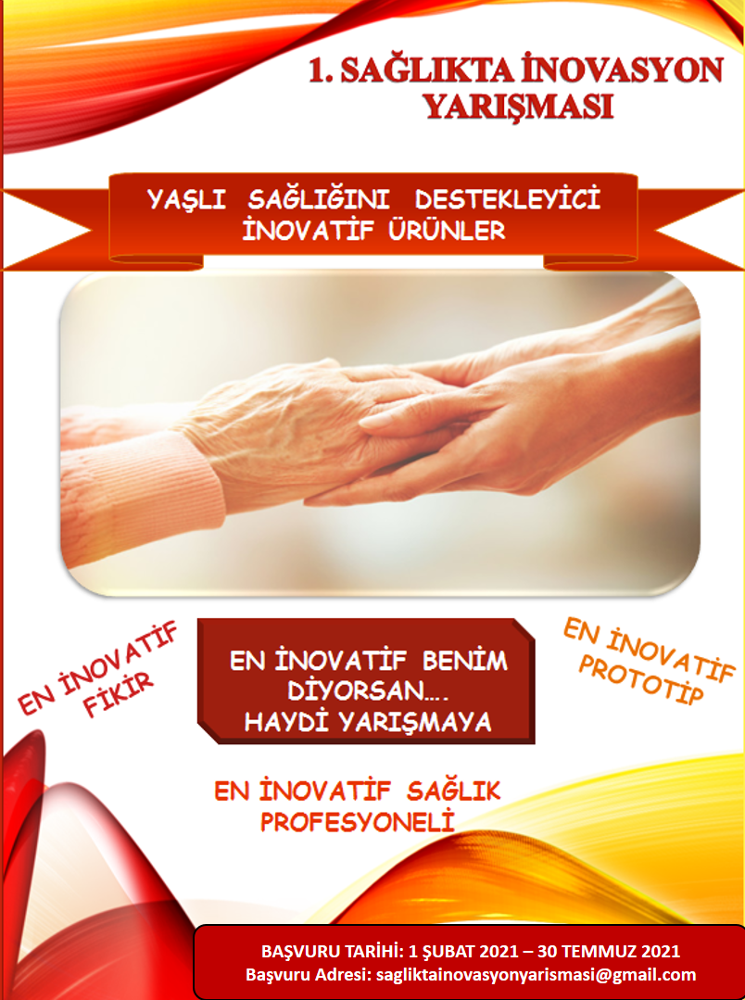 1. SAĞLIKTA İNOVASYON
YARIŞMASI
YAŞLI SAĞLIĞINI DESTEKLEYİCİ
İNOVATİF ÜRÜNLER
EN İNOVATİF
FİKİR
EN İNOVATİF BENİM
DİYORSAN....
HAYDİ YARIŞMAYA
EN İNOVATİF
PROTOTİP
EN İNOVATİF SAĞLIK
PROFESYONELİ
BAŞVURU TARİHİ: 1 ŞUBAT 2021 – 30 TEMMUZ 2021
Başvuru Adresi: sagliktainovasyonyarismasi@gmail.com